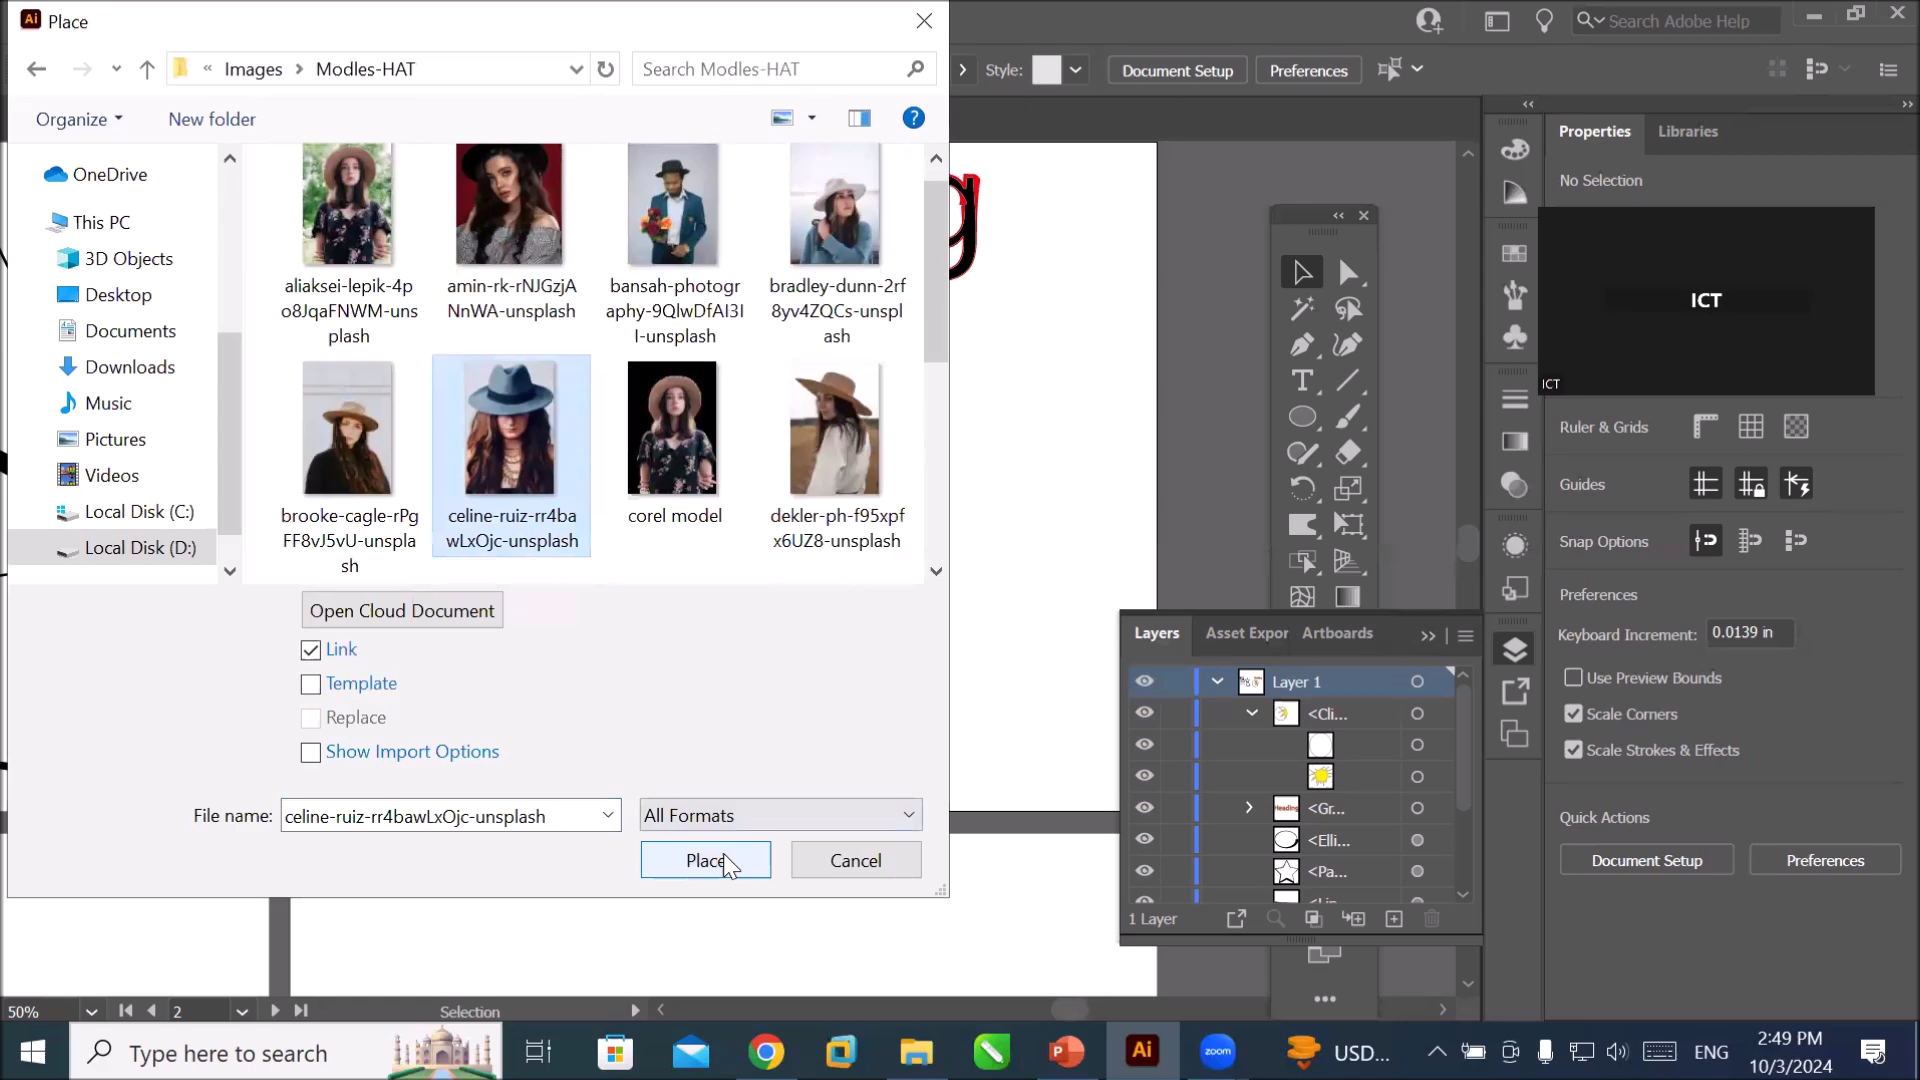 Ai Place
« Images > Modles-HAT
Search Modles-HAT
Organize
New folder
?
OneDrive
This PC
3D Objects
Desktop
Documents
Downloads
Music
Pictures
Videos
Local Disk (C:)
Local Disk (D:)
aliaksei-lepik-4p
o8JqaFNWM-uns
plash
amin-rk-rNJGzjA
NnWA-unsplash
bansah-photogr
aphy-9QlwDfAI3I
I-unsplash
bradley-dunn-2rf
8yv4ZQCs-unspl
ash
brooke-cagle-rPg
FF8vJ5vU-unspla
sh
celine-ruiz-rr4ba
wLxOjc-unsplash
corel model
dekler-ph-f95xpf
x6UZ8-unsplash
Open Cloud Document
Link
Template
Replace
Show Import Options
File name:
celine-ruiz-rr4bawLxOjc-unsplash
All Formats
Place
Cancel
Search Adobe Help
Style:
Document Setup
Preferences
g
Properties
Libraries
No Selection
ICT
ICT
Ruler & Grids
Guides
Snap Options
Preferences
Keyboard Increment: 0.0139 in
Use Preview Bounds
Scale Corners
Scale Strokes & Effects
Quick Actions
Document Setup
Preferences
Layers
Asset Expor
Artboards
Layer 1
<Cli...
Heading
<Gr...
<Elli...
<Pa...
1 Layer
50%
2
Selection
Type here to search
zoom
Ai
USD...
ENG
2:49 PM
10/3/2024